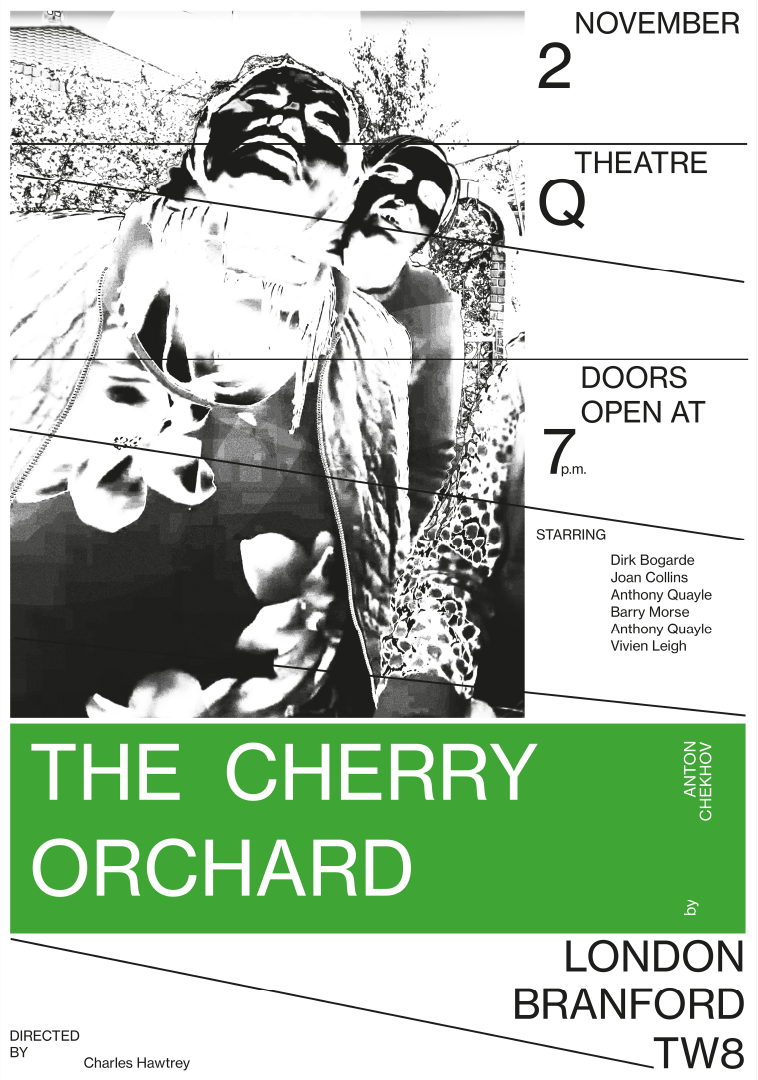 NOVEMBER
2
THEATRE
Q
DOORS
OPEN AT
7 p.m.
STARRING
Dirk Bogarde
Joan Collins
Anthony Quayle
Barry Morse
Anthony Quayle
Vivien Leigh
THE CHERRY
ORCHARD
by ANTON
CHEKHOV
LONDON
BRANFORD
TW8
DIRECTED
BY
Charles Hawtrey